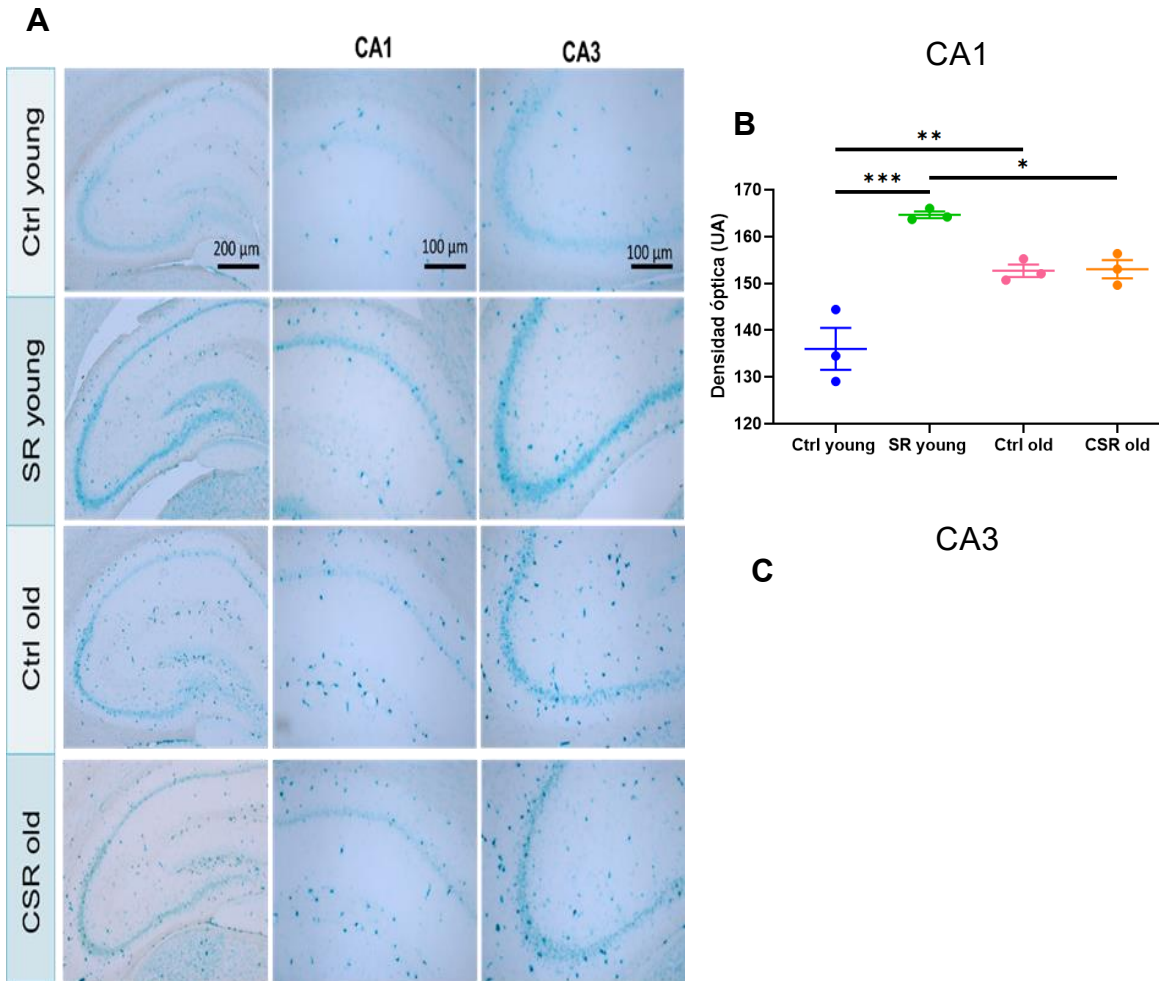 A
CA1
CA3
Ctrl young
200 µm
100 µm
100 µm
SR young
Ctrl old
CSR old
CA1
B
**
***
*
Densidad óptica (UA)
170
160
150
140
130
120
Ctrl young
SR young
Ctrl old
CSR old
CA3
C